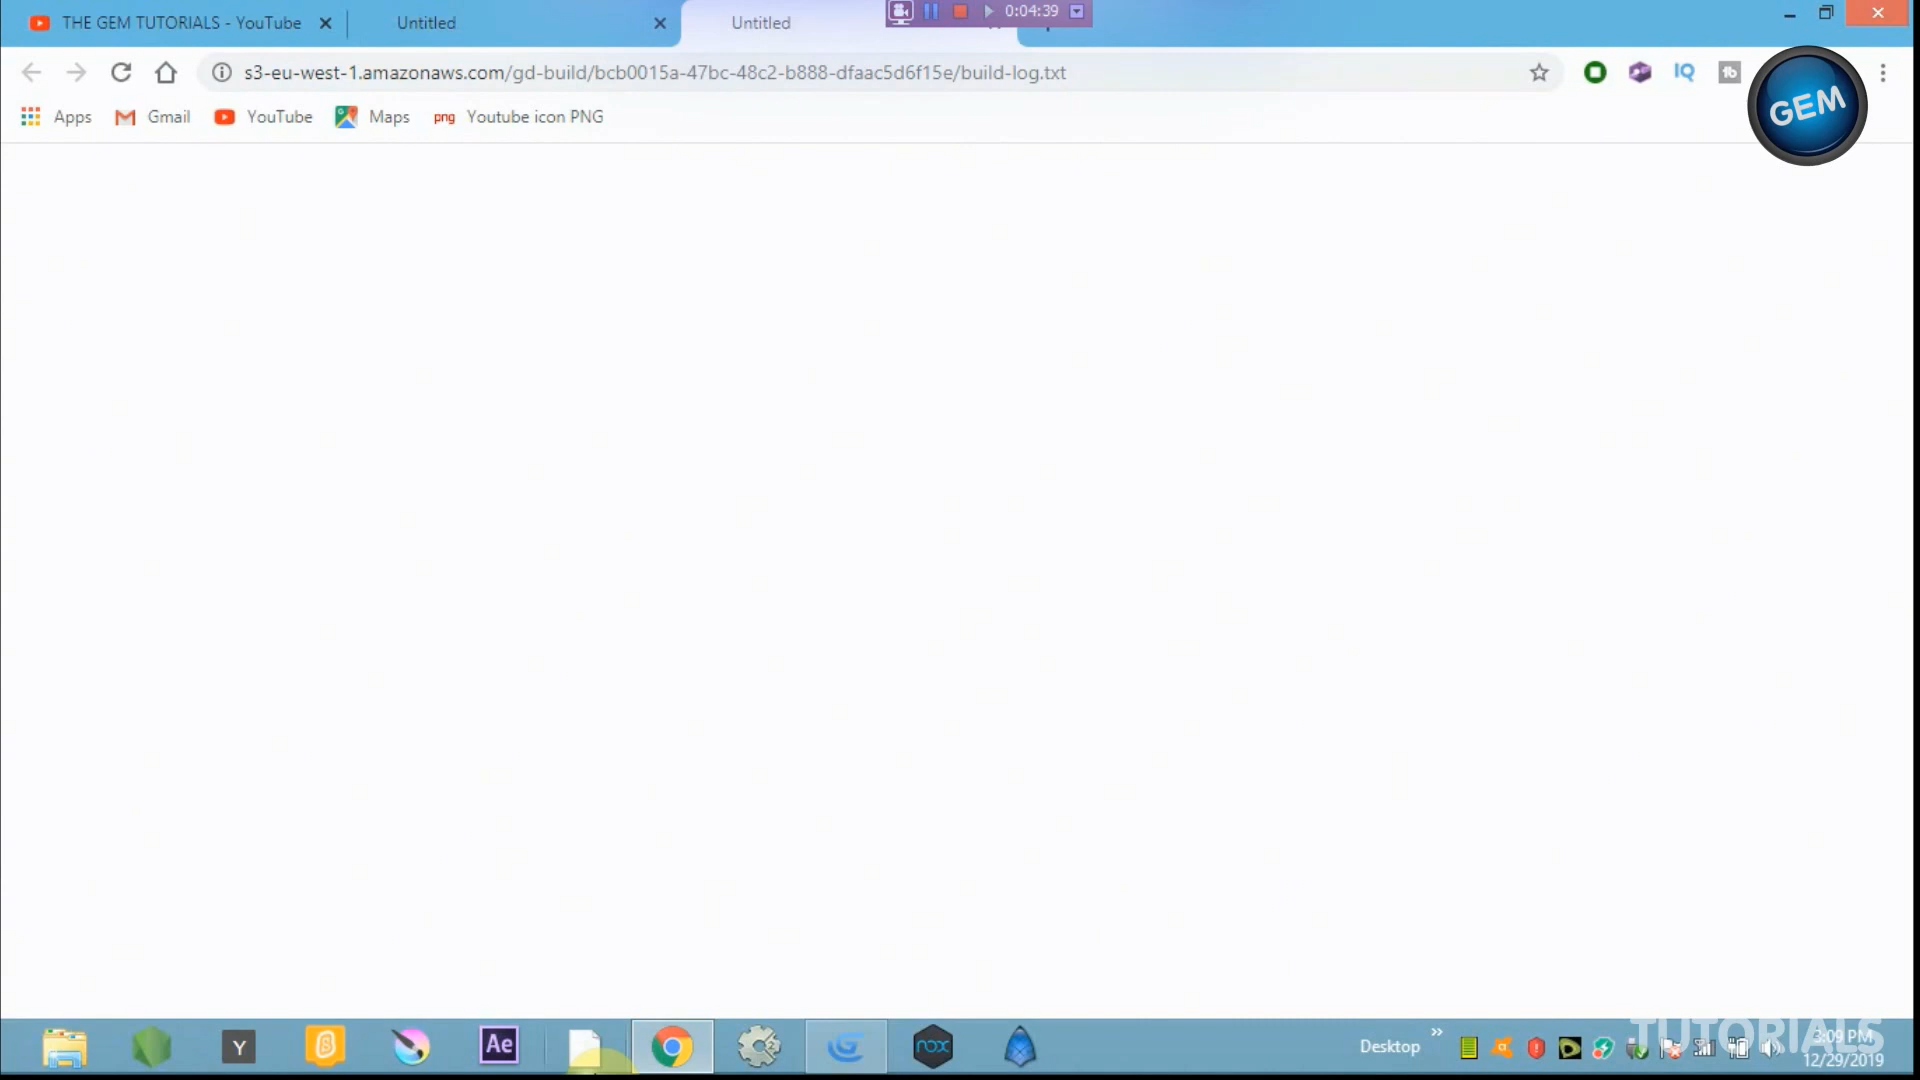 THE GEM TUTORIALS - YouTube
Untitled
Untitled
0:04:39
s3-eu-west-1.amazonaws.com/gd-build/bcb0015a-47bc-48c2-b888-dfaac5d6f15e/build-log.txt
IQ
tb
GEM
Apps
Gmail
YouTube
png
Maps
Youtube icon PNG
Y
Ae
nox
Desktop
TUTORIALS
3:09 PM
12/29/2019